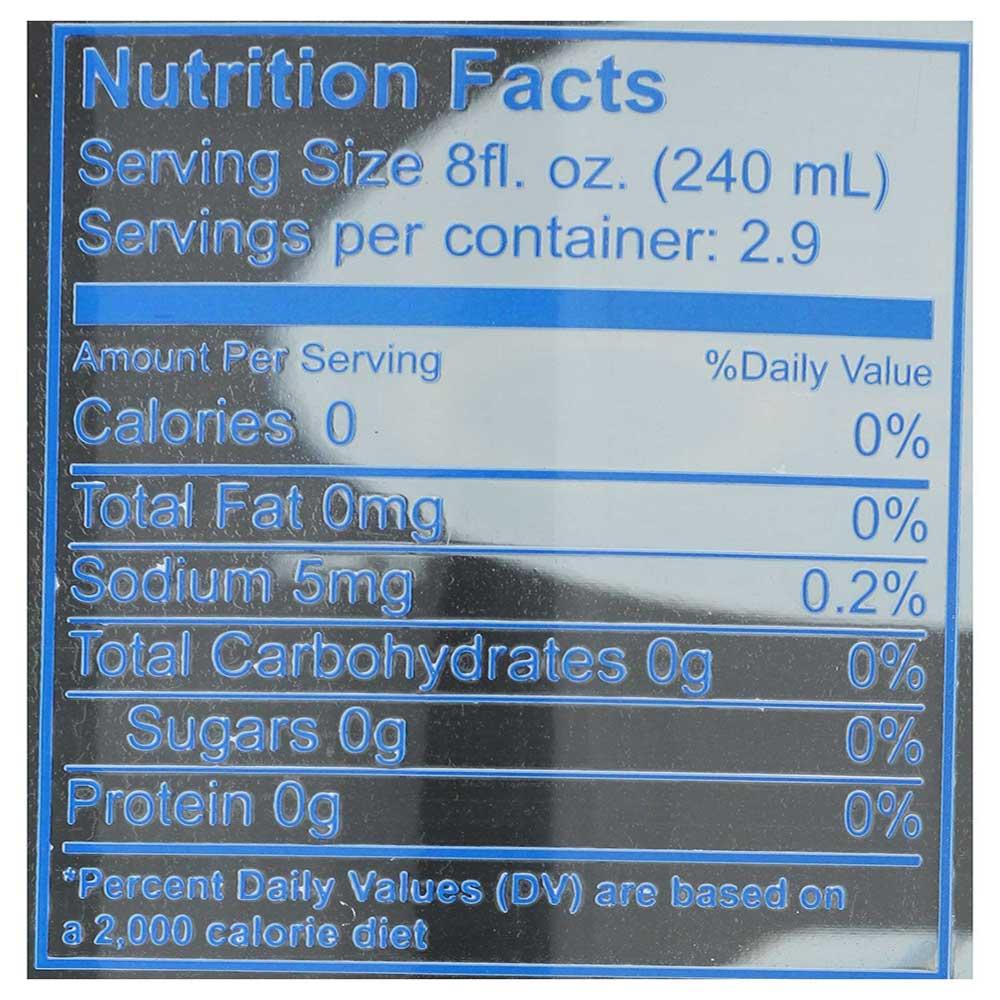 Nutrition Facts
Serving Size 8fl. oz. (240 mL)
Servings per container: 2.9
Amount Per Serving %Daily Value
Calories 0 0%
Total Fat 0mg 0%
Sodium 5mg 0.2%
Total Carbohydrates 0g 0%
Sugars 0g 0%
Protein 0g 0%
*Percent Daily Values (DV) are based on
a 2,000 calorie diet